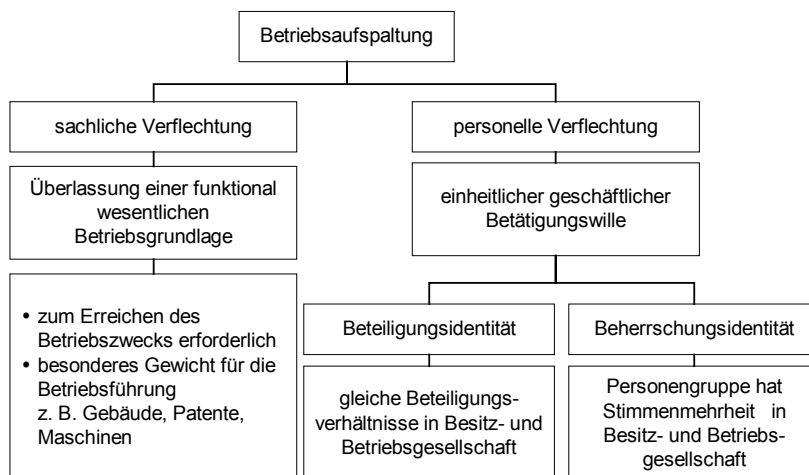 Betriebsaufspaltung
sachliche Verflechtung
personelle Verflechtung
Überlassung einer funktional
wesentlichen
Betriebsgrundlage
einheitlicher geschäftlicher
Betätigungswille
• zum Erreichen des
Betriebszwecks erforderlich
• besonderes Gewicht für die
Betriebsführung
z. B. Gebäude, Patente,
Maschinen
Beteiligungsidentität
Beherrschungsidentität
gleiche Beteiligungs-
verhältnisse in Besitz- und
Betriebsgesellschaft
Personengruppe hat
Stimmenmehrheit in
Besitz- und Betriebs-
gesellschaft